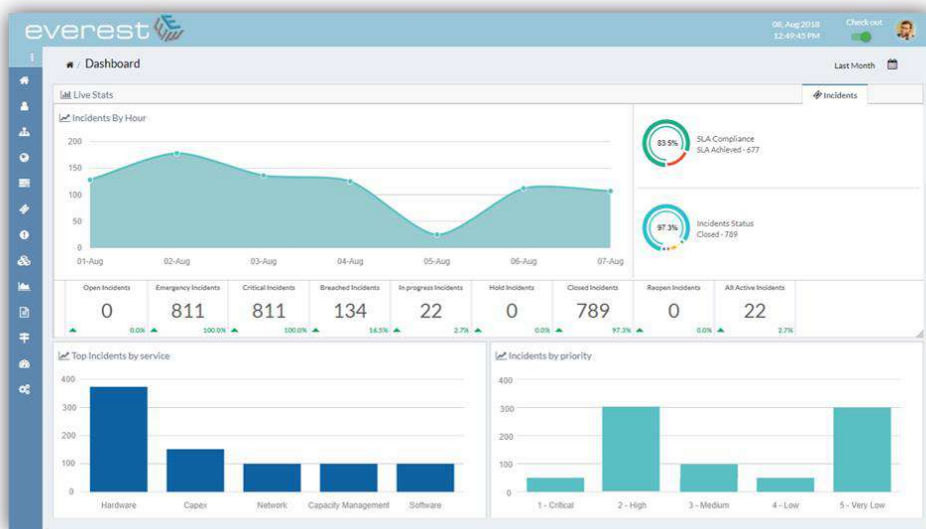 everest
08, Aug 2018
12:49:45 PM
Check out
/ Dashboard
Last Month
Live Stats
Incidents
Incidents By Hour
200
150
100
50
0
01-Aug 02-Aug 03-Aug 04-Aug 05-Aug 06-Aug 07-Aug
83.5%
SLA Compliance
SLA Achieved - 677
97.3%
Incidents Status
Closed - 789
Open Incidents Emergency Incidents Critical Incidents Breached Incidents In progress Incidents Hold Incidents Closed Incidents Reopen Incidents All Active Incidents
0 811 811 134 22 0 789 0 22
0.0% 100.0% 100.0% 16.5% 2.7% 0.0% 97.3% 0.0% 2.7%
Top Incidents by service
400
300
200
100
0
Hardware Capex Network Capacity Management Software
Incidents by priority
400
300
200
100
0
1 - Critical 2 - High 3 - Medium 4 - Low 5 - Very Low